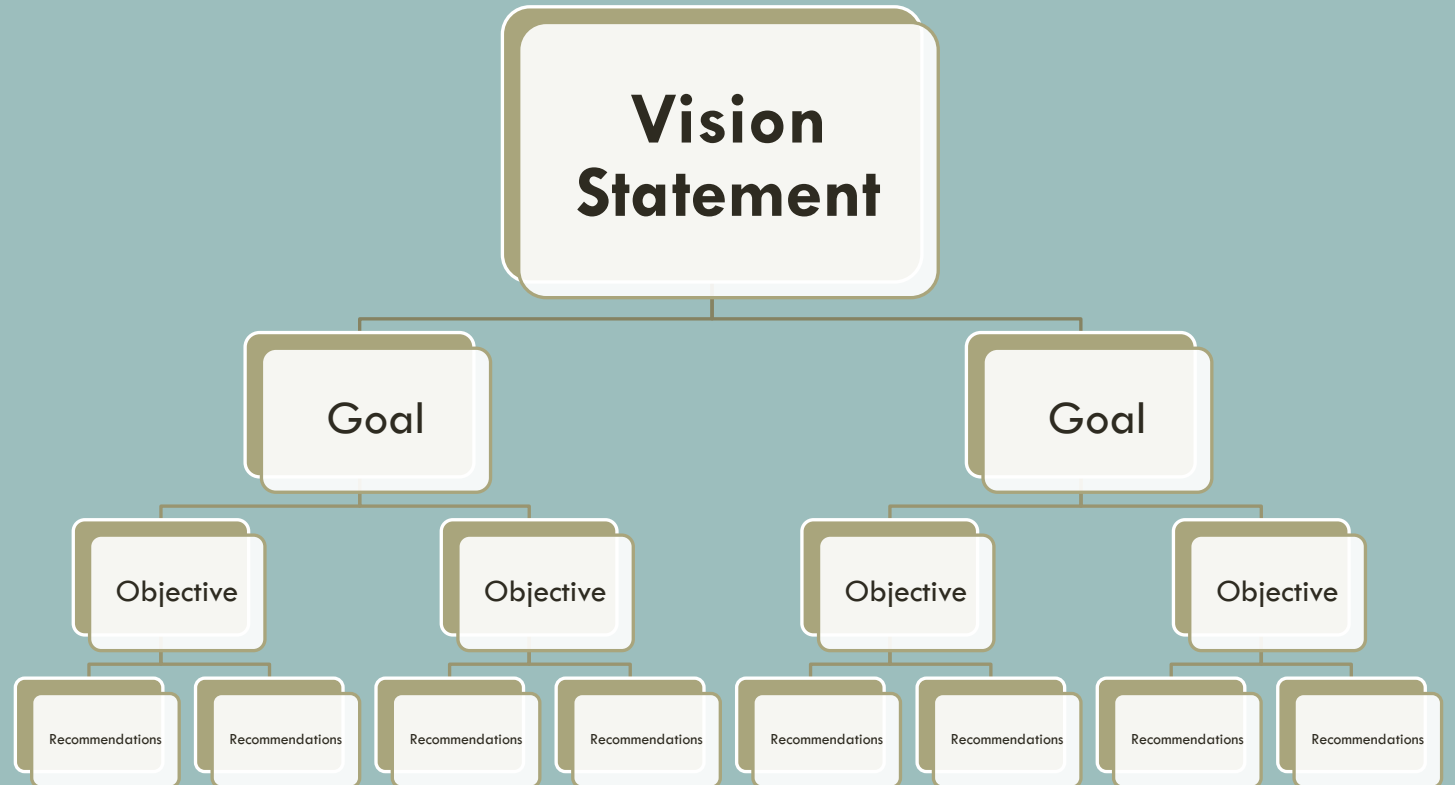 Vision
Statement
Goal
Goal
Objective
Objective
Objective
Objective
Recommendations
Recommendations
Recommendations
Recommendations
Recommendations
Recommendations
Recommendations
Recommendations